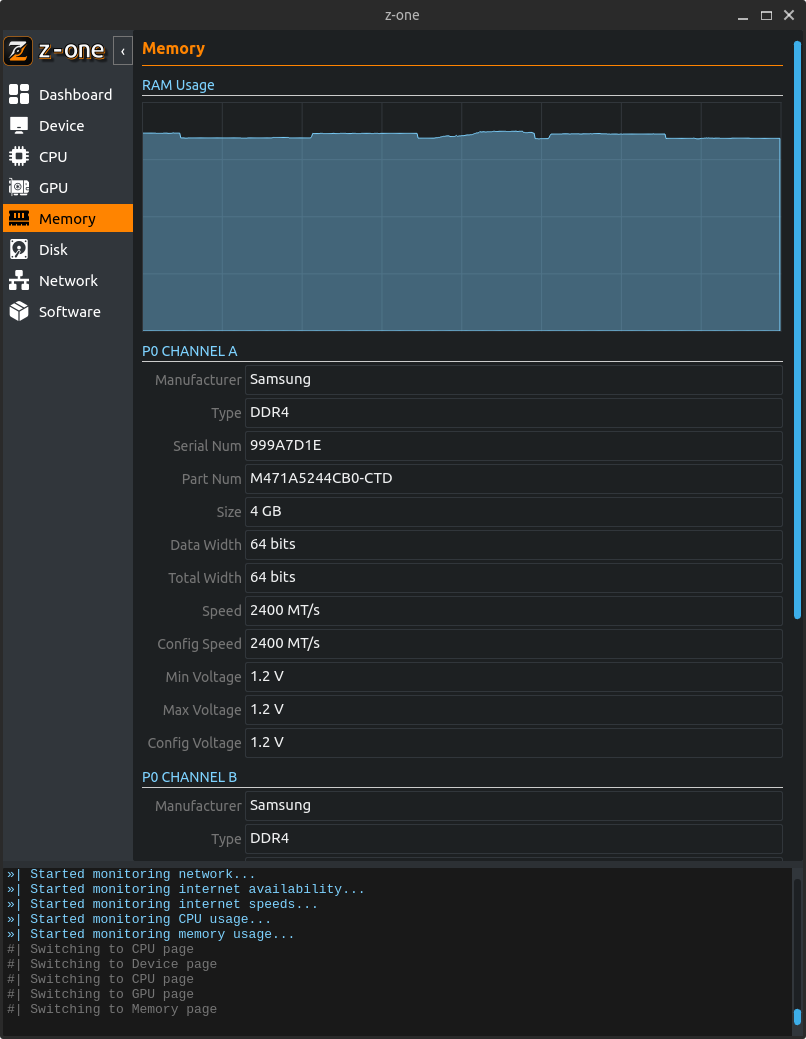 z-one
z-one
‹
Dashboard
Device
CPU
GPU
Memory
Disk
Network
Software
Memory
RAM Usage
P0 CHANNEL A
Manufacturer Samsung
Type DDR4
Serial Num 999A7D1E
Part Num M471A5244CB0-CTD
Size 4 GB
Data Width 64 bits
Total Width 64 bits
Speed 2400 MT/s
Config Speed 2400 MT/s
Min Voltage 1.2 V
Max Voltage 1.2 V
Config Voltage 1.2 V
P0 CHANNEL B
Manufacturer Samsung
Type DDR4
»| Started monitoring network...
»| Started monitoring internet availability...
»| Started monitoring internet speeds...
»| Started monitoring CPU usage...
»| Started monitoring memory usage...
#| Switching to CPU page
#| Switching to Device page
#| Switching to CPU page
#| Switching to GPU page
#| Switching to Memory page